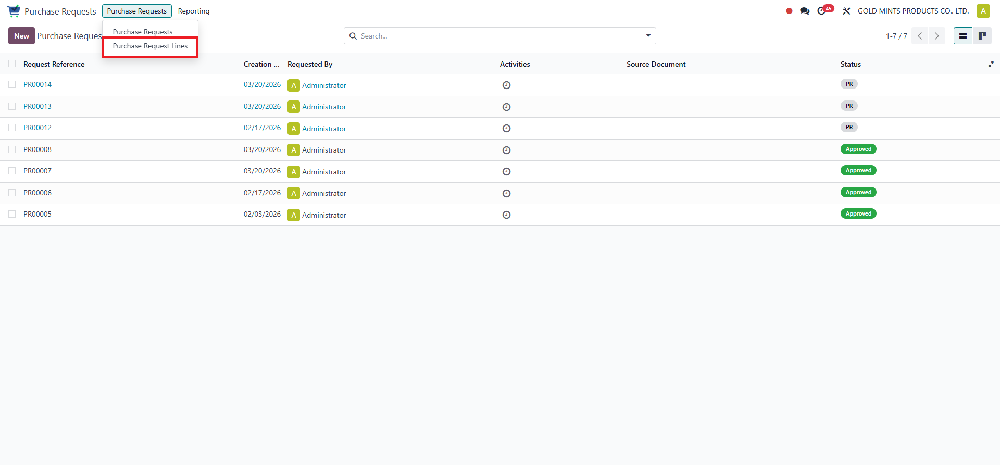 Purchase Requests Purchase Requests Reporting 45 GOLD MINTS PRODUCTS CO., LTD. A
Purchase Requests
New Purchase Reques Search... 1-7 / 7
Purchase Request Lines
Request Reference Creation ... Requested By Activities Source Document Status
PR00014 03/20/2026 A Administrator PR
PR00013 03/20/2026 A Administrator PR
PR00012 02/17/2026 A Administrator PR
PR00008 03/20/2026 A Administrator Approved
PR00007 03/20/2026 A Administrator Approved
PR00006 02/17/2026 A Administrator Approved
PR00005 02/03/2026 A Administrator Approved